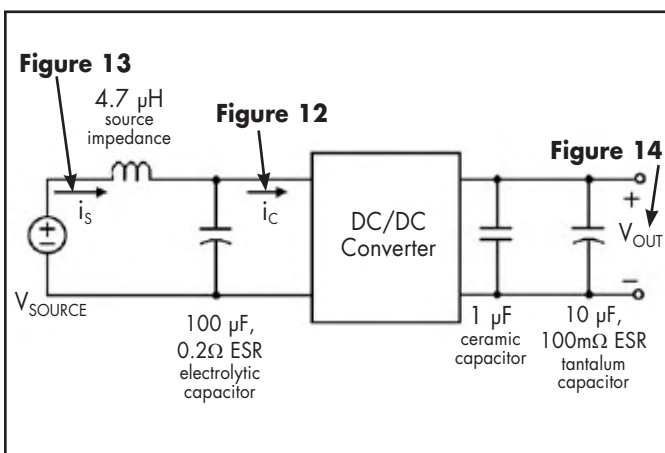 Figure 13
4.7 µH
source
impedance
Figure 12
Figure 14
iS
iC
DC/DC
Converter
+
VOUT
–
+
–
VSOURCE
100 µF,
0.2Ω ESR
electrolytic
capacitor
1 µF
ceramic
capacitor
10 µF,
100mΩ ESR
tantalum
capacitor